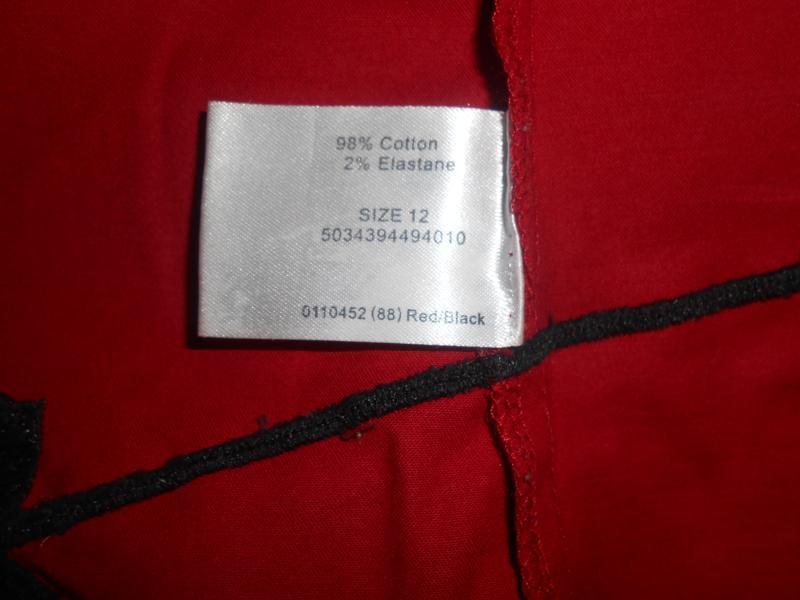 98% Cotton
2% Elastane
SIZE 12
5034394494010
0110452 (88) Red/Black